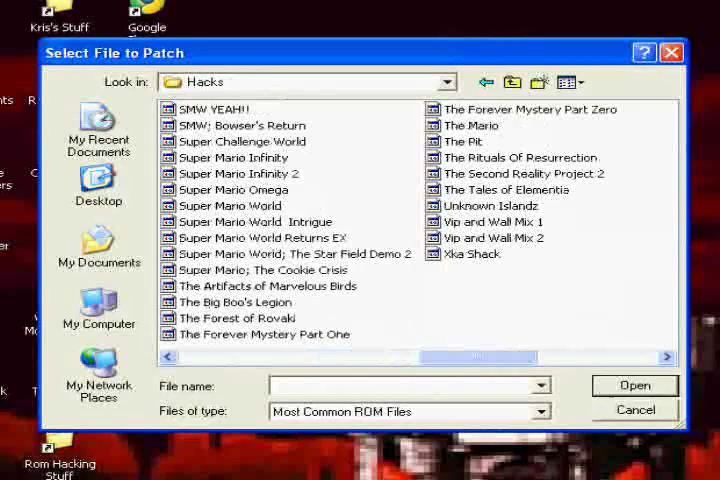 Kris's Stuff
Google
Select File to Patch
Look in:
Hacks
My Recent
Documents
Desktop
My Documents
My Computer
My Network
Places
SMW YEAH!!
SMW; Bowser's Return
Super Challenge World
Super Mario Infinity
Super Mario Infinity 2
Super Mario Omega
Super Mario World
Super Mario World  Intrigue
Super Mario World Returns EX
Super Mario World; The Star Field Demo 2
Super Mario; The Cookie Crisis
The Artifacts of Marvelous Birds
The Big Boo's Legion
The Forest of Rovaki
The Forever Mystery Part One
The Forever Mystery Part Zero
The Mario
The Pit
The Rituals Of Resurrection
The Second Reality Project 2
The Tales of Elementia
Unknown Islandz
Vip and Wall Mix 1
Vip and Wall Mix 2
Xka Shack
File name:
Open
Files of type:
Most Common ROM Files
Cancel
Rom Hacking
Stuff